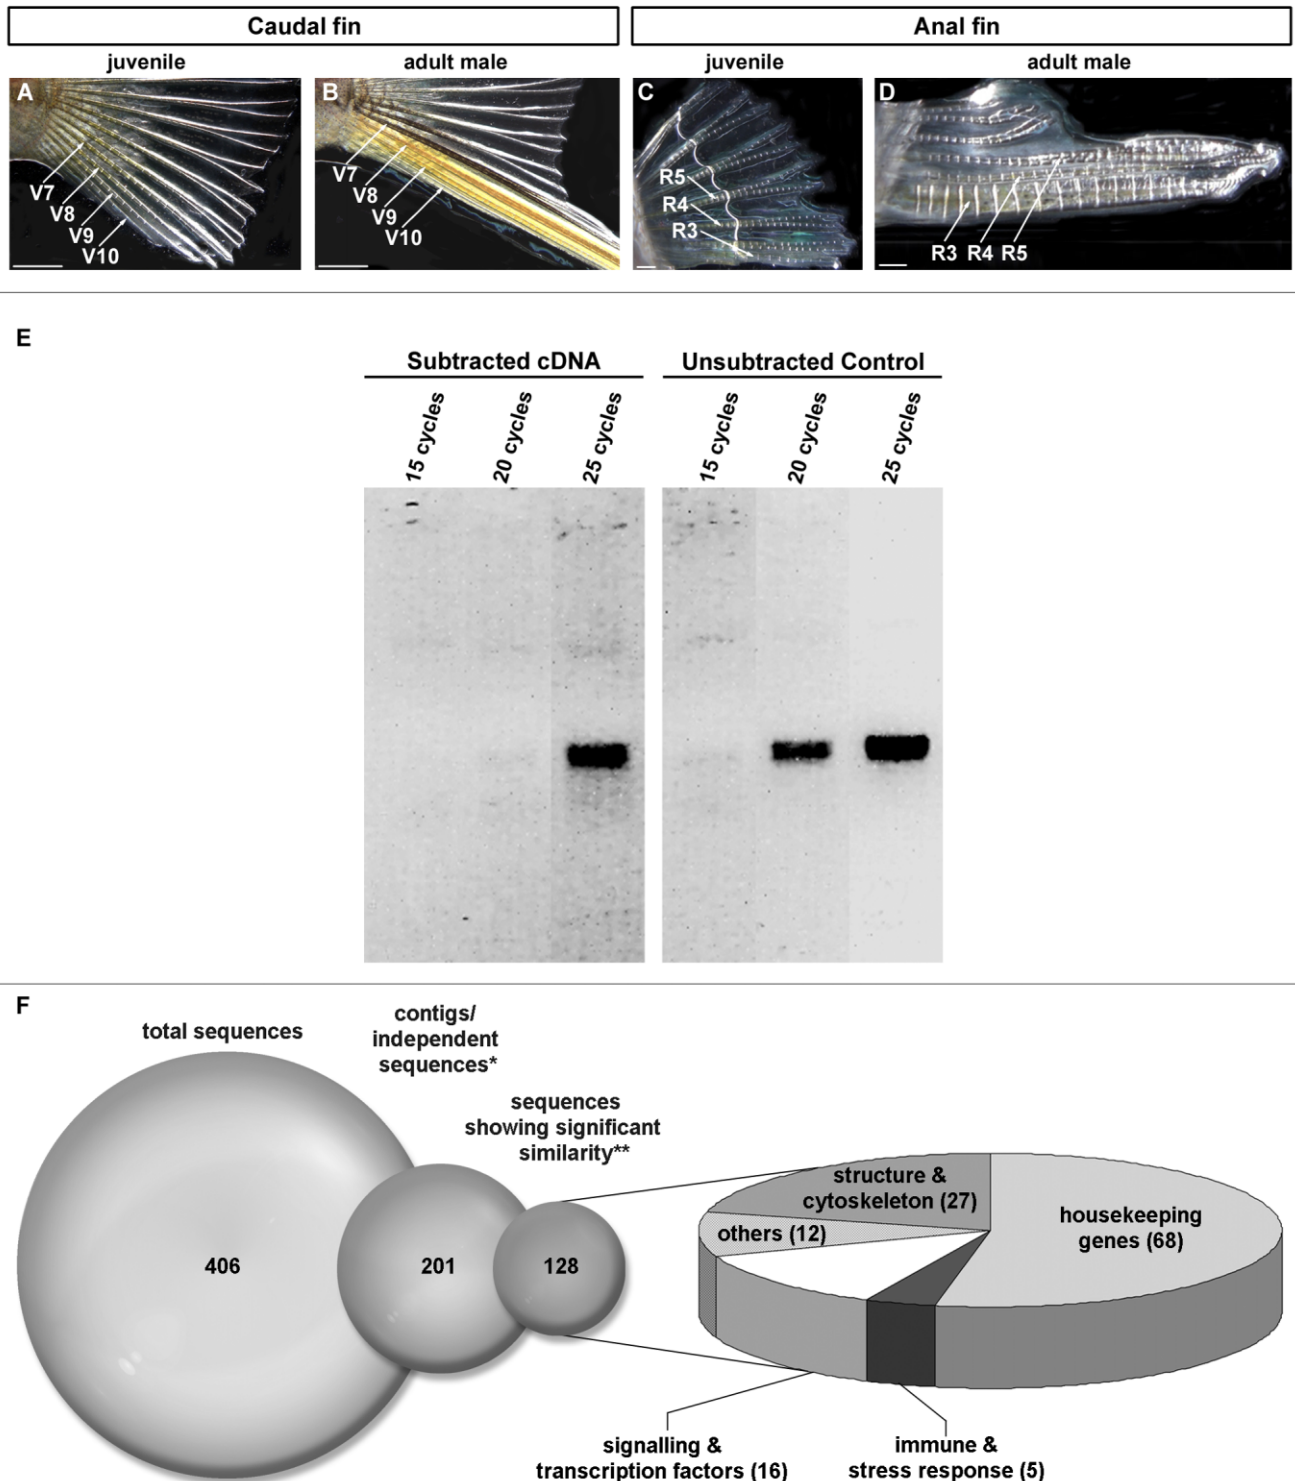 Caudal fin
Anal fin
juvenile
adult male
juvenile
adult male
A
B
C
D
V7
V8
V9
V10
V7
V8
V9
V10
R5
R4
R3
R3 R4 R5
E
Subtracted cDNA
Unsubtracted Control
15 cycles
20 cycles
25 cycles
15 cycles
20 cycles
25 cycles
F
total sequences
contigs/
independent
sequences*
sequences
showing significant
similarity**
406
201
128
structure &
cytoskeleton (27)
others (12)
housekeeping
genes (68)
signalling &
transcription factors (16)
immune &
stress response (5)